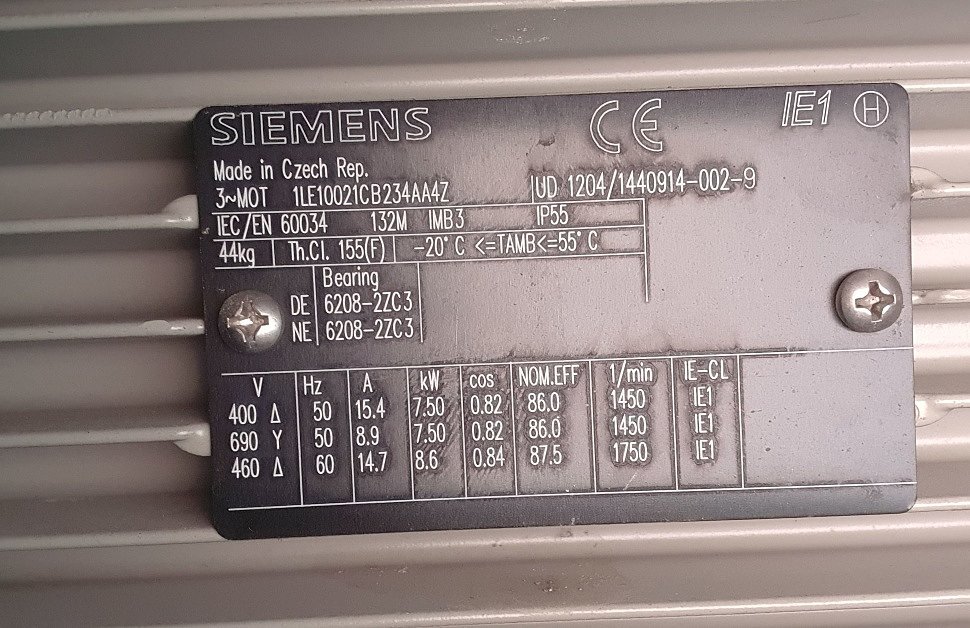 SIEMENS CE IE1 H
Made in Czech Rep.
3~MOT 1LE10021CB234AA4Z UD 1204/1440914-002-9
IEC/EN 60034 132M IMB3 IP55
44kg Th.Cl. 155(F) -20°C <=TAMB<=55°C
Bearing
DE 6208-2ZC3
NE 6208-2ZC3
V Hz A kW cos NOM.EFF 1/min IE-CL
400 Δ 50 15.4 7.50 0.82 86.0 1450 IE1
690 Y 50 8.9 7.50 0.82 86.0 1450 IE1
460 Δ 60 14.7 8.6 0.84 87.5 1750 IE1